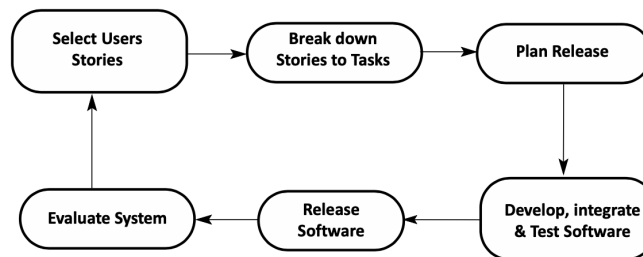 Select Users
Stories
Break down
Stories to Tasks
Plan Release
Develop, integrate
& Test Software
Release
Software
Evaluate System